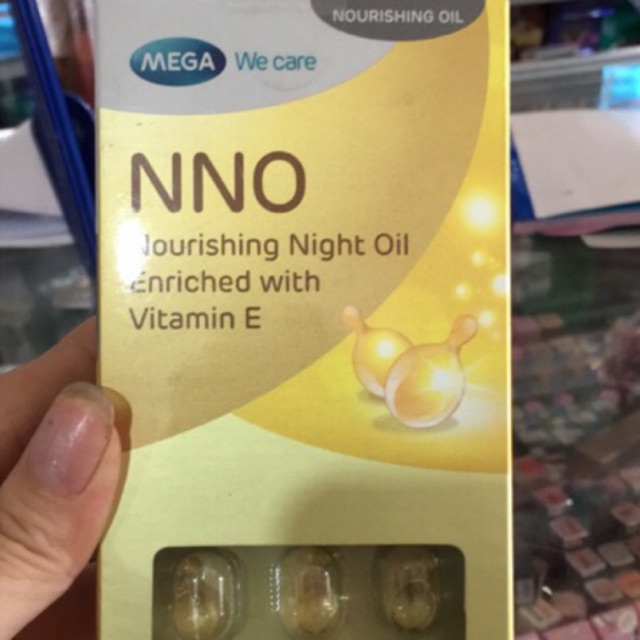 NOURISHING OIL
MEGA We care
NNO
Nourishing Night Oil
Enriched with
Vitamin E